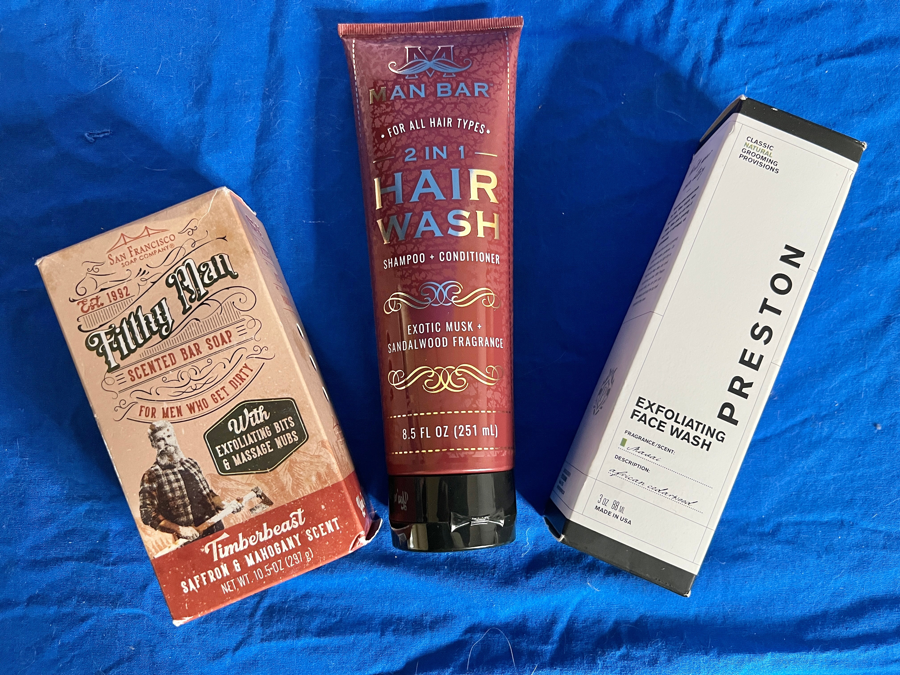 SAN FRANCISCO
SOAP COMPANY®
EST. 1992
Filthy Man
SCENTED BAR SOAP
FOR MEN WHO GET DIRTY
With
EXFOLIATING BITS
& MASSAGE NUBS
Timberbeast
SAFFRON & MAHOGANY SCENT
NET WT. 10.5-OZ (297 g)
M
MAN BAR
• FOR ALL HAIR TYPES •
2 IN 1
HAIR
WASH
SHAMPOO + CONDITIONER
EXOTIC MUSK +
SANDALWOOD FRAGRANCE
8.5 FL OZ (251 mL)
CLASSIC
NATURAL
GROOMING
PROVISIONS
PRESTON
EXFOLIATING
FACE WASH
FRAGRANCE/SCENT:
DESCRIPTION:
african cedarwood
3 OZ 88 ML
MADE IN USA